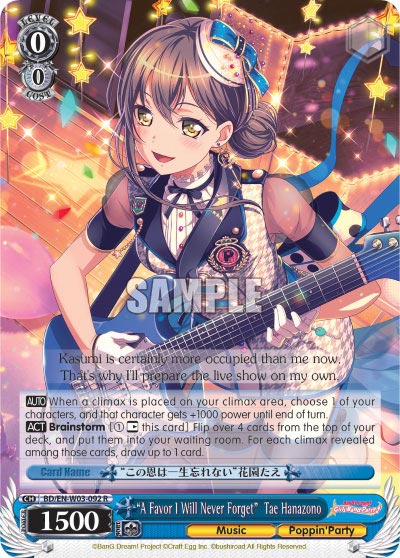 LEVEL
0
0
COST
P
SAMPLE
Kasumi is certainly more occupied than me now.
That's why I'll prepare the live show on my own.
AUTO When a climax is placed on your climax area, choose 1 of your
characters, and that character gets +1000 power until end of turn.
ACT Brainstorm [① this card] Flip over 4 cards from the top of your
deck, and put them into your waiting room. For each climax revealed
among those cards, draw up to 1 card.
Card Name
“この恩は一生忘れない”花園たえ
CH BD/EN-W03-092 R
“A Favor I Will Never Forget” Tae Hanazono
POWER
1500
Music
Poppin'Party
©BanG Dream! Project ©Craft Egg Inc. ©bushiroad All Rights Reserved.